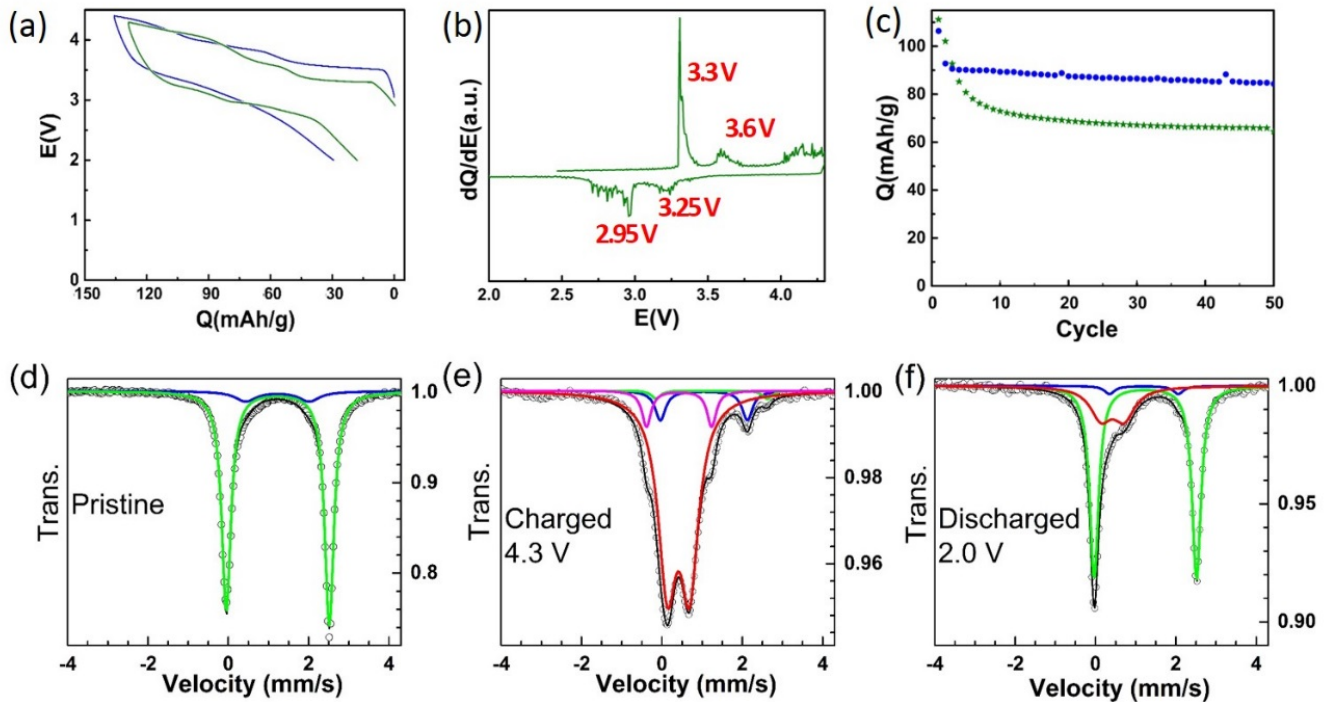 (a)
E(V)
4
3
2
1
0
150 120 90 60 30 0
Q(mAh/g)
(b)
dQ/dE(a.u.)
3.3 V
3.6 V
3.25 V
2.95 V
2.0 2.5 3.0 3.5 4.0
E(V)
(c)
Q(mAh/g)
100
80
60
40
20
0
0 10 20 30 40 50
Cycle
(d)
Trans.
Pristine
1.0
0.9
0.8
-4 -2 0 2 4
Velocity (mm/s)
(e)
Trans.
Charged
4.3 V
1.00
0.98
0.96
-4 -2 0 2 4
Velocity (mm/s)
(f)
Trans.
Discharged
2.0 V
1.00
0.95
0.90
-4 -2 0 2 4
Velocity (mm/s)